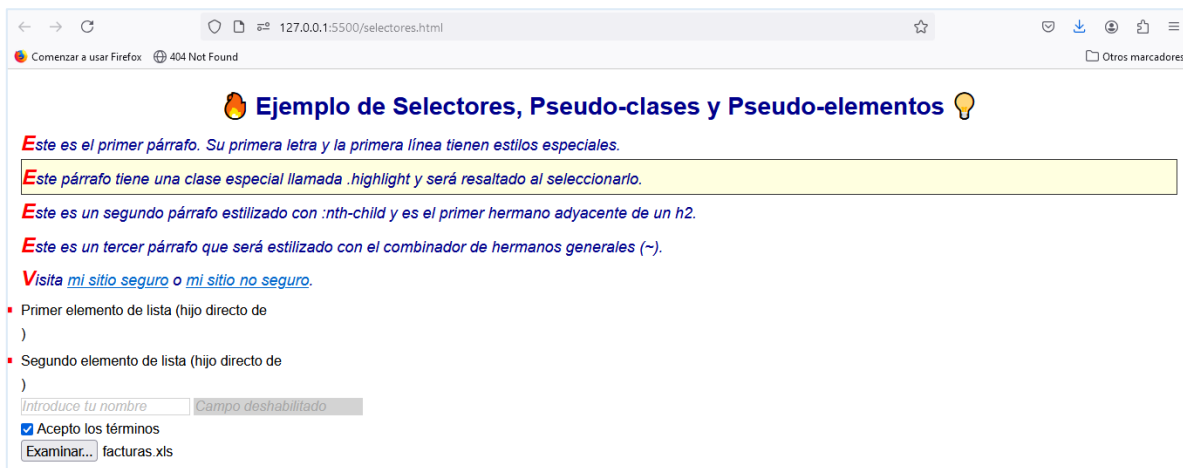 127.0.0.1:5500/selectores.html
Comenzar a usar Firefox 404 Not Found Otros marcadores
🔥 Ejemplo de Selectores, Pseudo-clases y Pseudo-elementos 💡
Este es el primer párrafo. Su primera letra y la primera línea tienen estilos especiales.
Este párrafo tiene una clase especial llamada .highlight y será resaltado al seleccionarlo.
Este es un segundo párrafo estilizado con :nth-child y es el primer hermano adyacente de un h2.
Este es un tercer párrafo que será estilizado con el combinador de hermanos generales (~).
Visita mi sitio seguro o mi sitio no seguro.
Primer elemento de lista (hijo directo de
)
Segundo elemento de lista (hijo directo de
)
Introduce tu nombre Campo deshabilitado
Acepto los términos
Examinar... facturas.xls